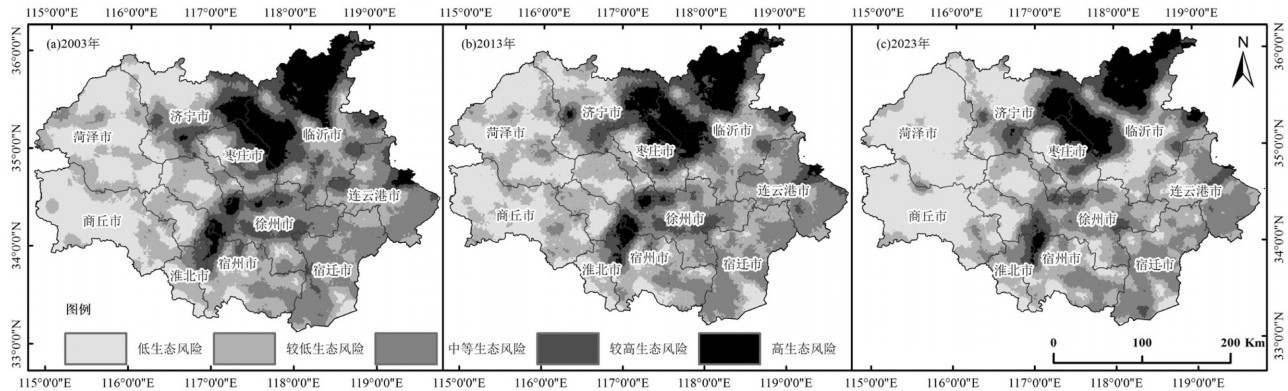 115°0'0"E 116°0'0"E 117°0'0"E 118°0'0"E 119°0'0"E 115°0'0"E 116°0'0"E 117°0'0"E 118°0'0"E 119°0'0"E 115°0'0"E 116°0'0"E 117°0'0"E 118°0'0"E 119°0'0"E
36°0'0"N
35°0'0"N
34°0'0"N
33°0'0"N
(a)2003年
济宁市
菏泽市
临沂市
枣庄市
连云港市
商丘市
徐州市
淮北市
宿州市
宿迁市
(b)2013年
济宁市
菏泽市
临沂市
枣庄市
连云港市
商丘市
徐州市
淮北市
宿州市
宿迁市
(c)2023年
N
济宁市
菏泽市
临沂市
枣庄市
连云港市
商丘市
徐州市
淮北市
宿州市
宿迁市
36°0'0"N
35°0'0"N
34°0'0"N
33°0'0"N
图例
低生态风险 较低生态风险 中等生态风险 较高生态风险 高生态风险
0 100 200 Km
115°0'0"E 116°0'0"E 117°0'0"E 118°0'0"E 119°0'0"E 115°0'0"E 116°0'0"E 117°0'0"E 118°0'0"E 119°0'0"E 115°0'0"E 116°0'0"E 117°0'0"E 118°0'0"E 119°0'0"E